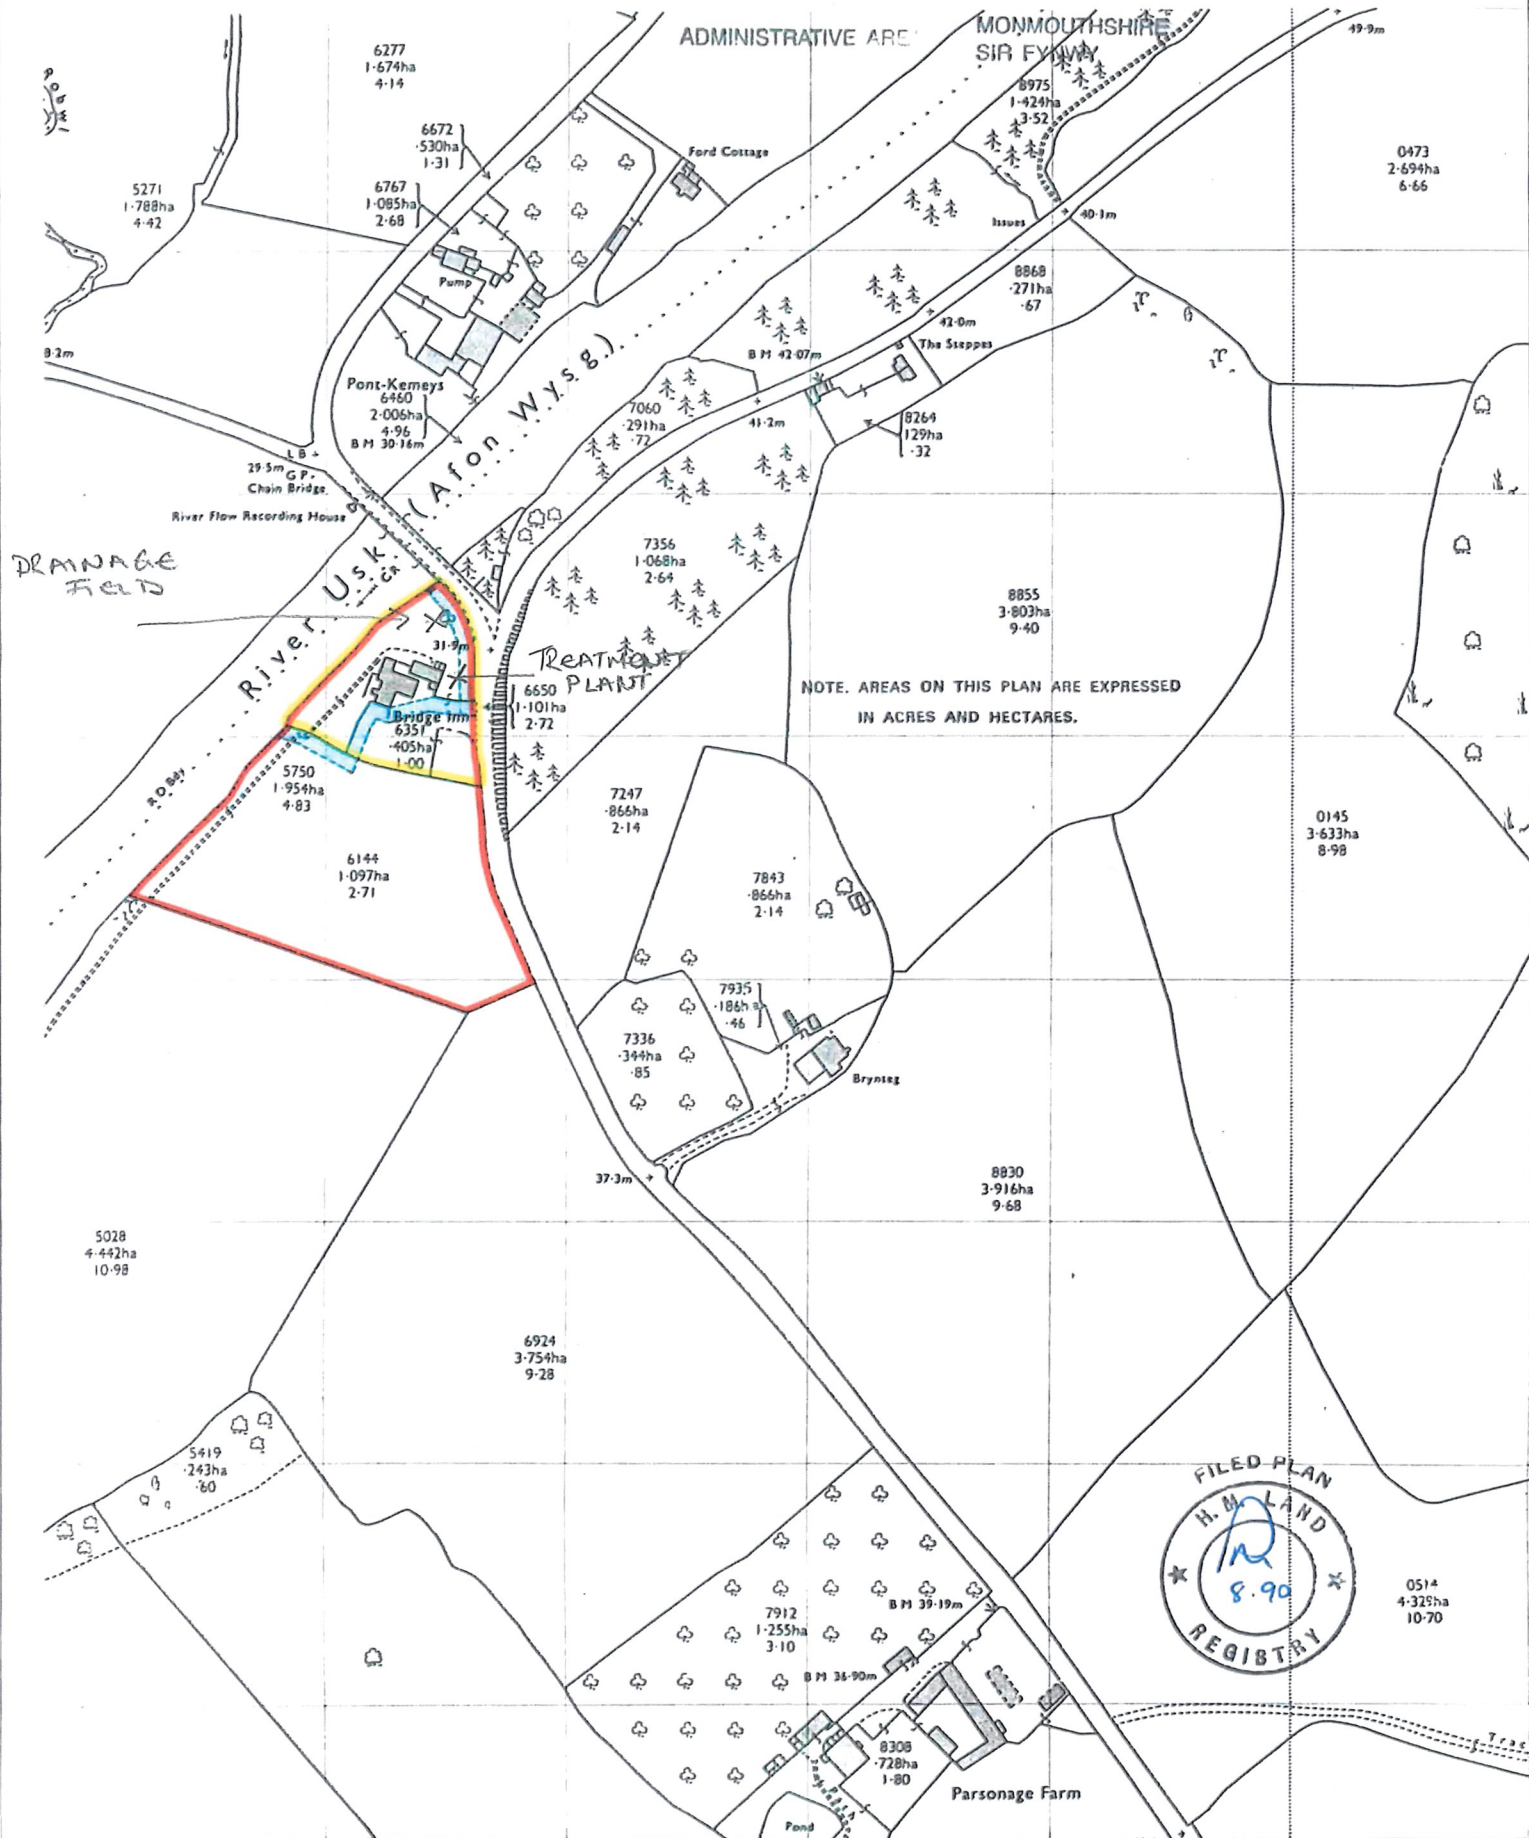 ADMINISTRATIVE ARE
MONMOUTHSHIRE
SIR FYNWY
49·9m
6277
1·674ha
4·14
8975
1·424ha
3·52
6672
·530ha
1·31
Ford Cottage
0473
2·694ha
6·66
5271
1·788ha
4·42
6767
1·085ha
2·68
40·1m
Issues
Pump
8868
·271ha
·67
42·0m
The Steppes
8·2m
B M 42·07m
Pont-Kemeys
6460
2·006ha
4·96
B M 30·16m
7060
·291ha
·72
41·2m
8264
·129ha
·32
L B
29·5m
G P
Chain Bridge
River Flow Recording House
River Usk (Afon Wysg)
CR
DRAINAGE
FIELD
7356
1·068ha
2·64
8855
3·803ha
9·40
31·9m
TREATMENT
PLANT
6650
1·101ha
2·72
NOTE. AREAS ON THIS PLAN ARE EXPRESSED
IN ACRES AND HECTARES.
Bridge Inn
6351
·405ha
1·00
5750
1·954ha
4·83
7247
·866ha
2·14
0145
3·633ha
8·98
6144
1·097ha
2·71
7843
·866ha
2·14
7935
·186ha
·46
7336
·344ha
·85
Brynteg
37·3m
8830
3·916ha
9·68
5028
4·442ha
10·98
6924
3·754ha
9·28
5419
·243ha
·60
FILED PLAN
H.M. LAND
8.90
REGISTRY
0514
4·329ha
10·70
B M 39·19m
7912
1·255ha
3·10
B M 36·90m
8308
·728ha
1·80
Trac
Parsonage Farm
Pond